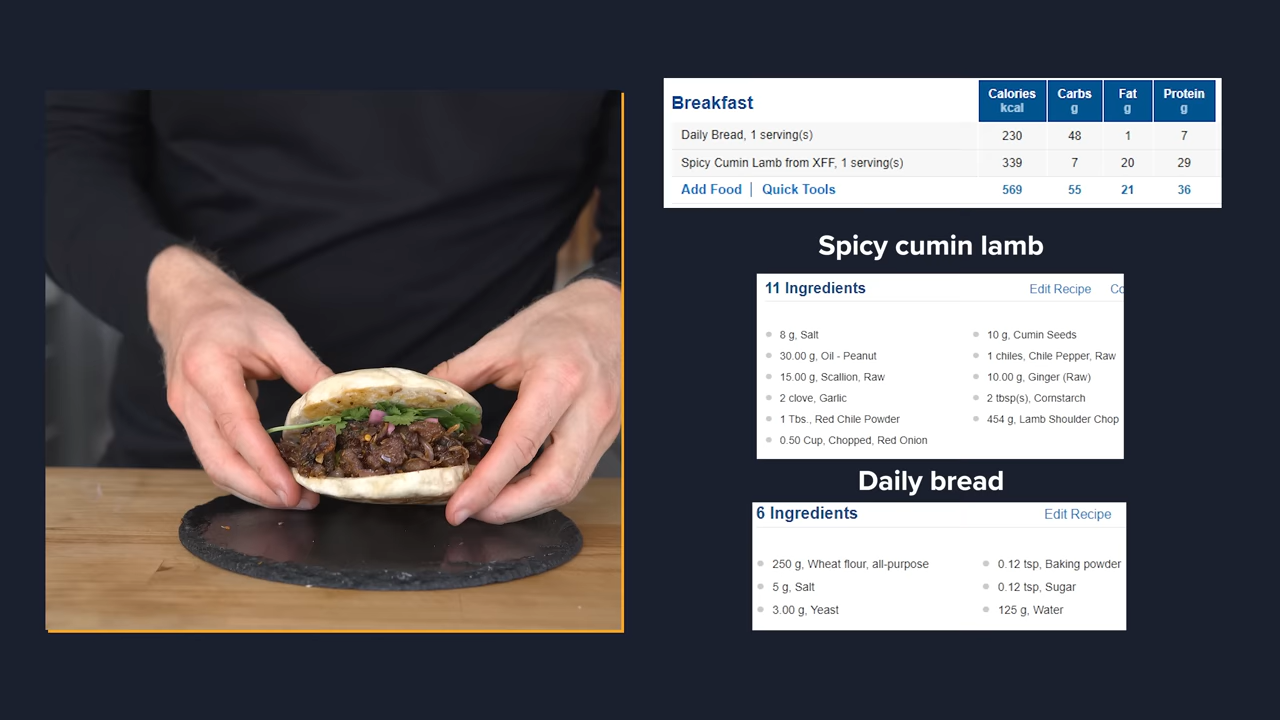 Breakfast
Calories Carbs Fat Protein
kcal g g g
Daily Bread, 1 serving(s) 230 48 1 7
Spicy Cumin Lamb from XFF, 1 serving(s) 339 7 20 29
Add Food | Quick Tools 569 55 21 36
Spicy cumin lamb
11 Ingredients Edit Recipe Co
8 g, Salt
30.00 g, Oil - Peanut
15.00 g, Scallion, Raw
2 clove, Garlic
1 Tbs., Red Chile Powder
0.50 Cup, Chopped, Red Onion
10 g, Cumin Seeds
1 chiles, Chile Pepper, Raw
10.00 g, Ginger (Raw)
2 tbsp(s), Cornstarch
454 g, Lamb Shoulder Chop
Daily bread
6 Ingredients Edit Recipe
250 g, Wheat flour, all-purpose
5 g, Salt
3.00 g, Yeast
0.12 tsp, Baking powder
0.12 tsp, Sugar
125 g, Water